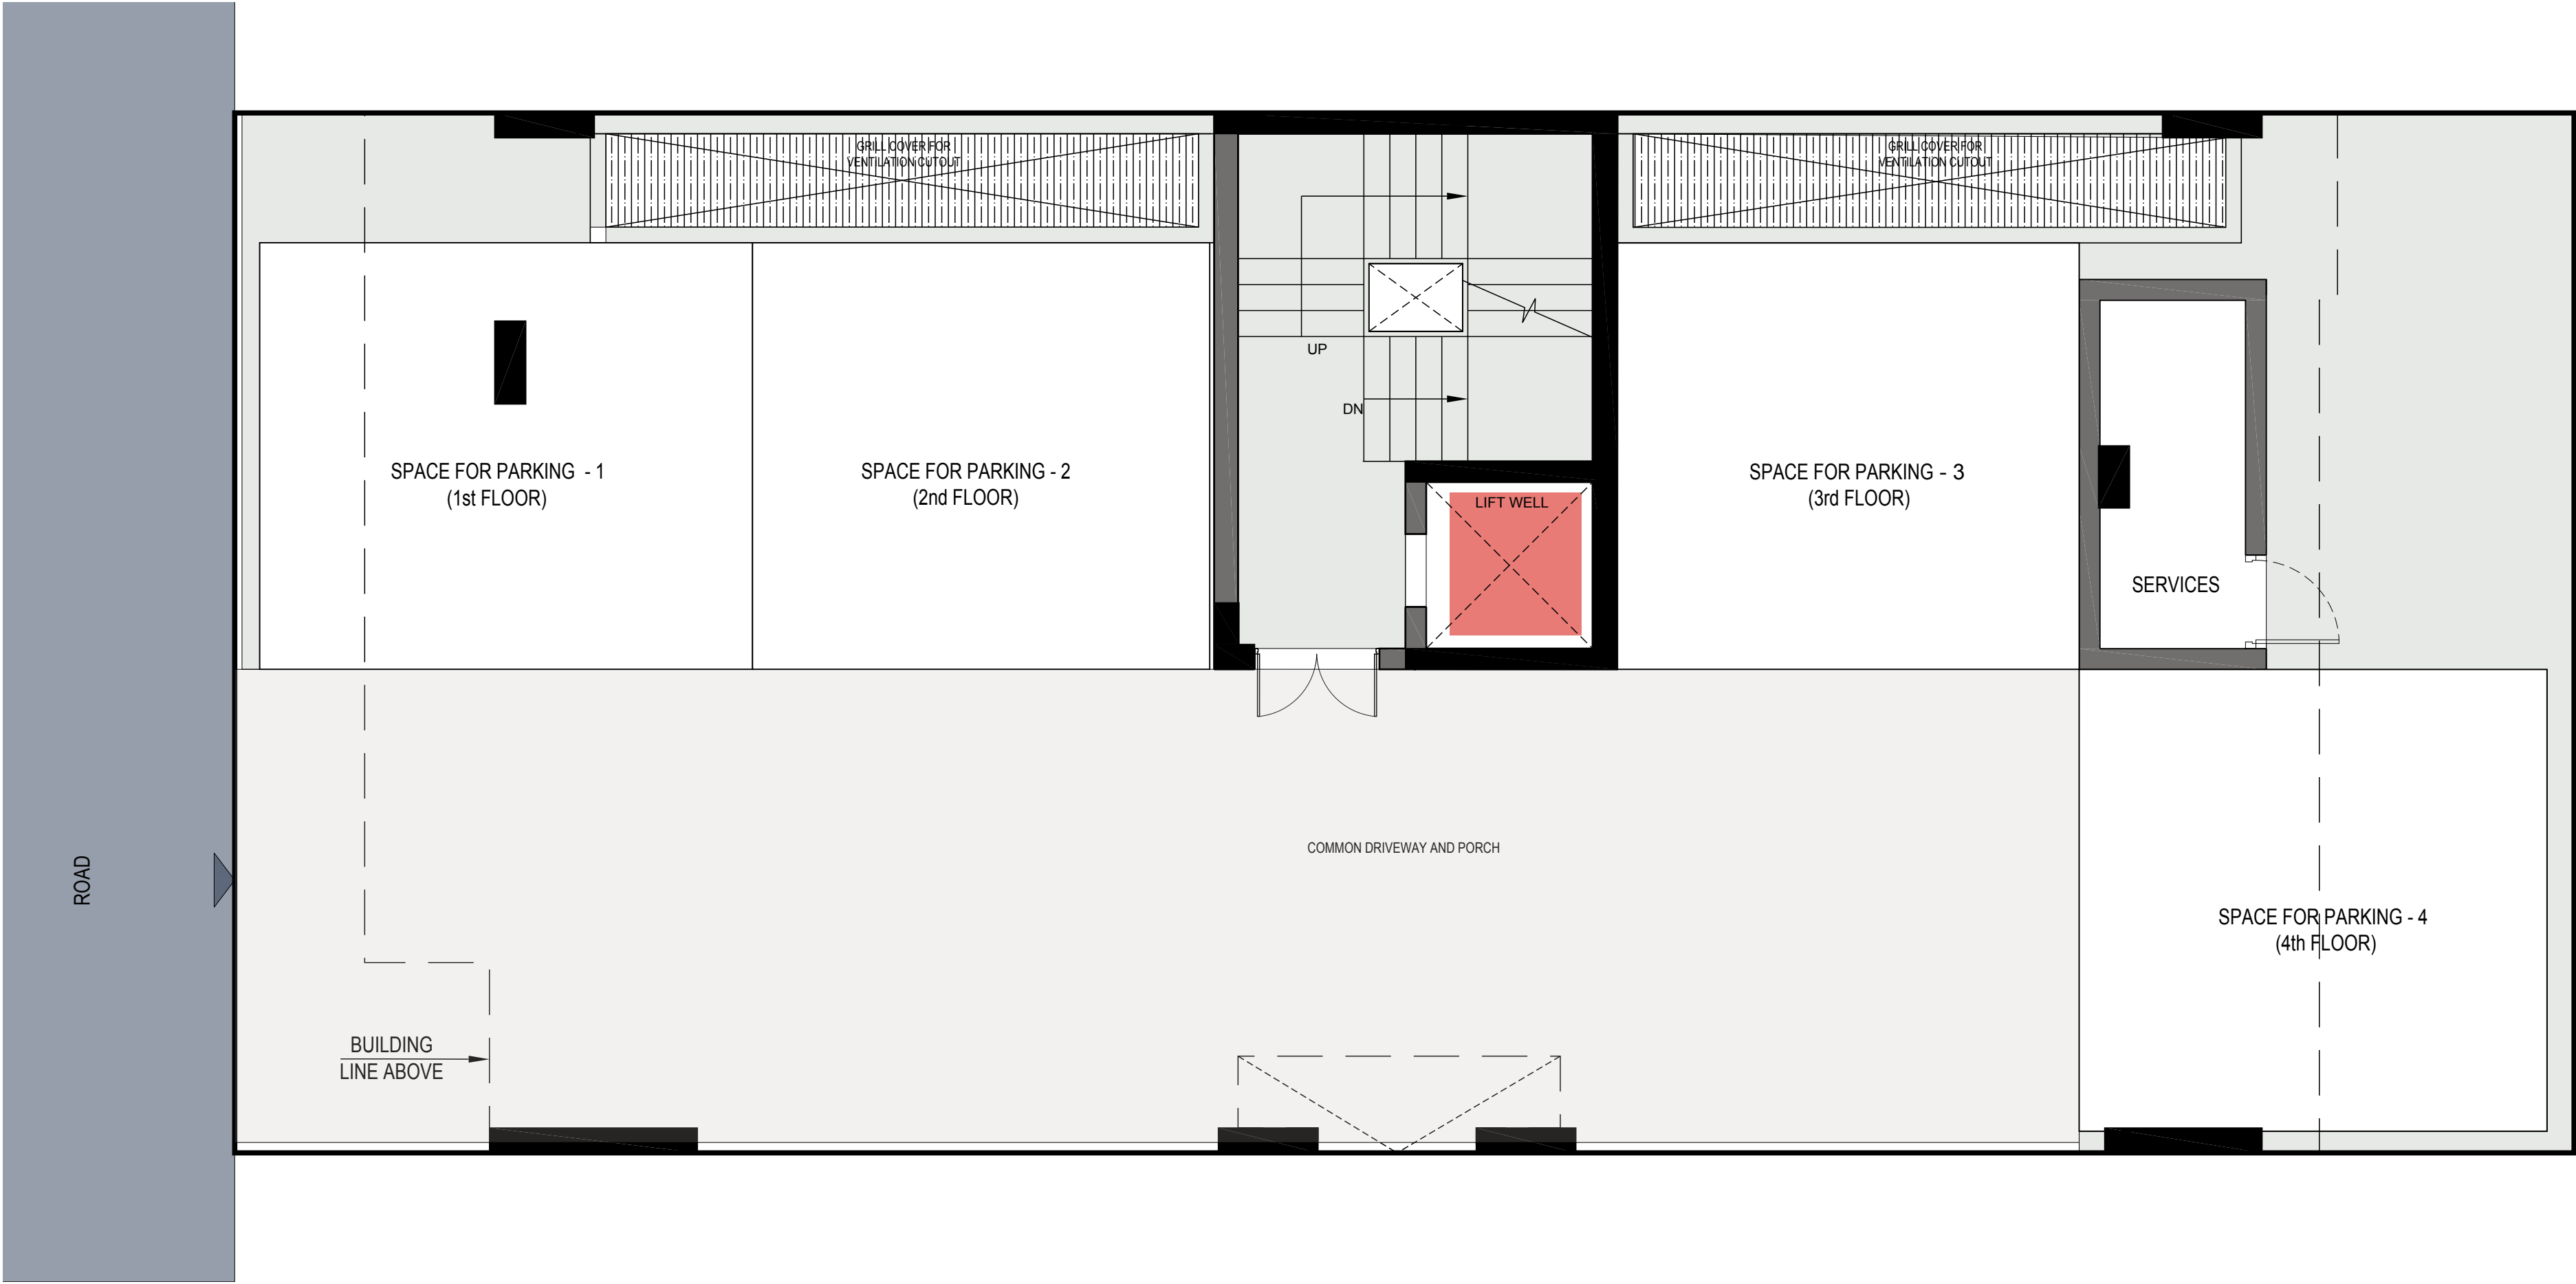 GRILL COVER FOR
VENTILATION CUTOUT
GRILL COVER FOR
VENTILATION CUTOUT
UP
DN
SPACE FOR PARKING - 1
(1st FLOOR)
SPACE FOR PARKING - 2
(2nd FLOOR)
LIFT WELL
SPACE FOR PARKING - 3
(3rd FLOOR)
SERVICES
COMMON DRIVEWAY AND PORCH
ROAD
SPACE FOR PARKING - 4
(4th FLOOR)
BUILDING
LINE ABOVE